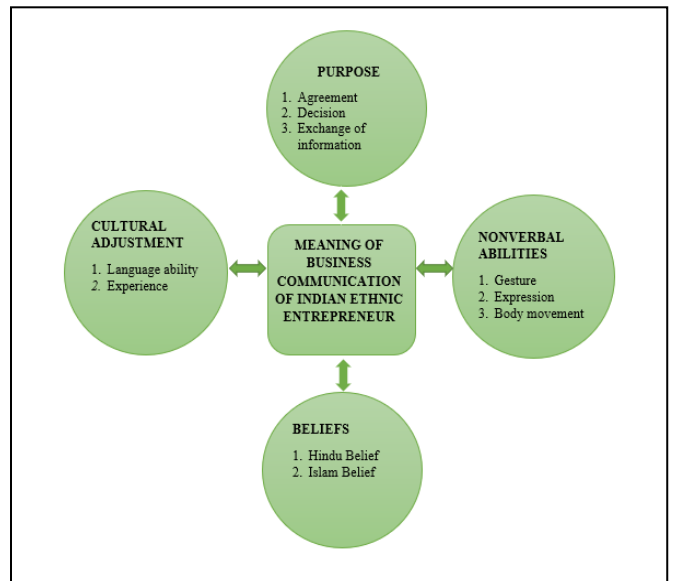 PURPOSE
1. Agreement
2. Decision
3. Exchange of
information
CULTURAL
ADJUSTMENT
1. Language ability
2. Experience
MEANING OF
BUSINESS
COMMUNICATION
OF INDIAN ETHNIC
ENTREPRENEUR
NONVERBAL
ABILITIES
1. Gesture
2. Expression
3. Body movement
BELIEFS
1. Hindu Belief
2. Islam Belief